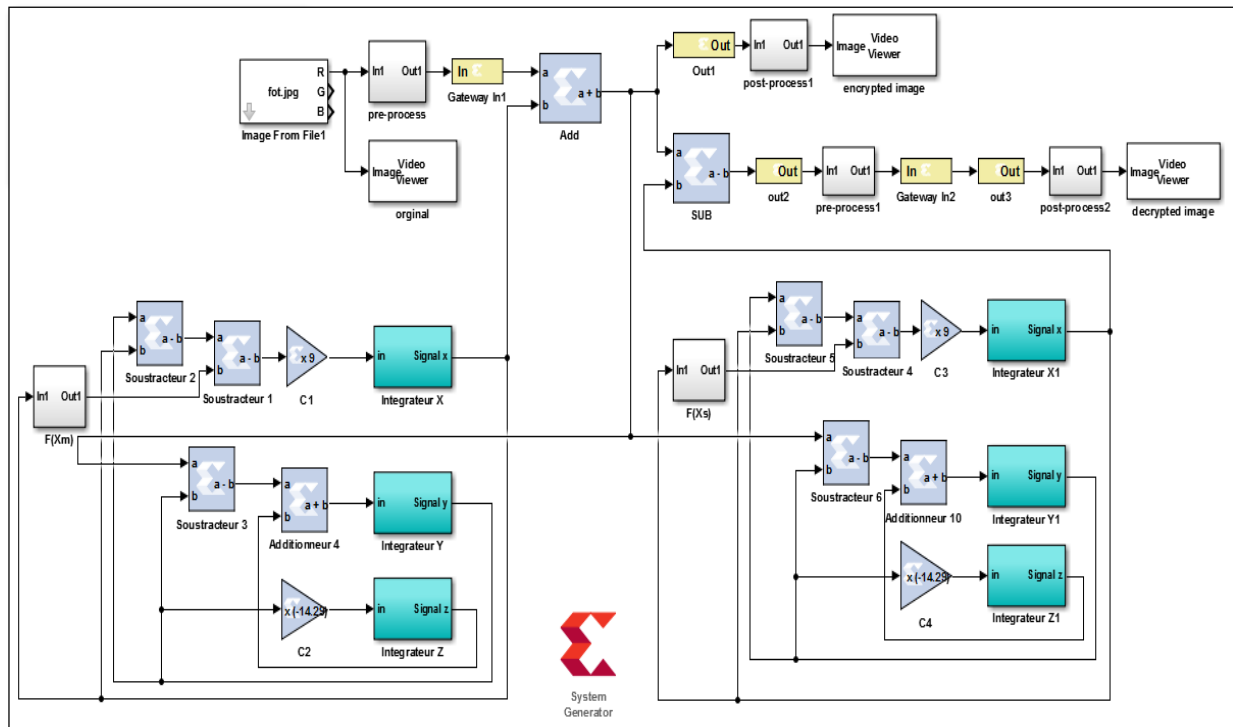 fot.jpg
R
G
B
Image From File1
In1 Out1
pre-process
In
Gateway In1
a
b
a + b
Add
Out
Out1
In1 Out1
post-process1
Image
Video
Viewer
encrypted image
Image
Video
Viewer
orginal
a
b
a - b
SUB
Out
out2
In1 Out1
pre-process1
In
Gateway In2
Out
out3
In1 Out1
post-process2
Image
Video
Viewer
decrypted image
a
b
a - b
Soustracteur 2
a
b
a - b
Soustracteur 1
x 9
C1
in Signal x
Integrateur X
In1 Out1
F(Xm)
a
b
a - b
Soustracteur 3
a
b
a + b
Additionneur 4
in Signal y
Integrateur Y
x (-14.29)
C2
in Signal z
Integrateur Z
a
b
a - b
Soustracteur 5
a
b
a - b
Soustracteur 4
x 9
C3
in Signal x
Integrateur X1
In1 Out1
F(Xs)
a
b
a - b
Soustracteur 6
a
b
a + b
Additionneur 10
in Signal y
Integrateur Y1
x (-14.29)
C4
in Signal z
Integrateur Z1
System
Generator